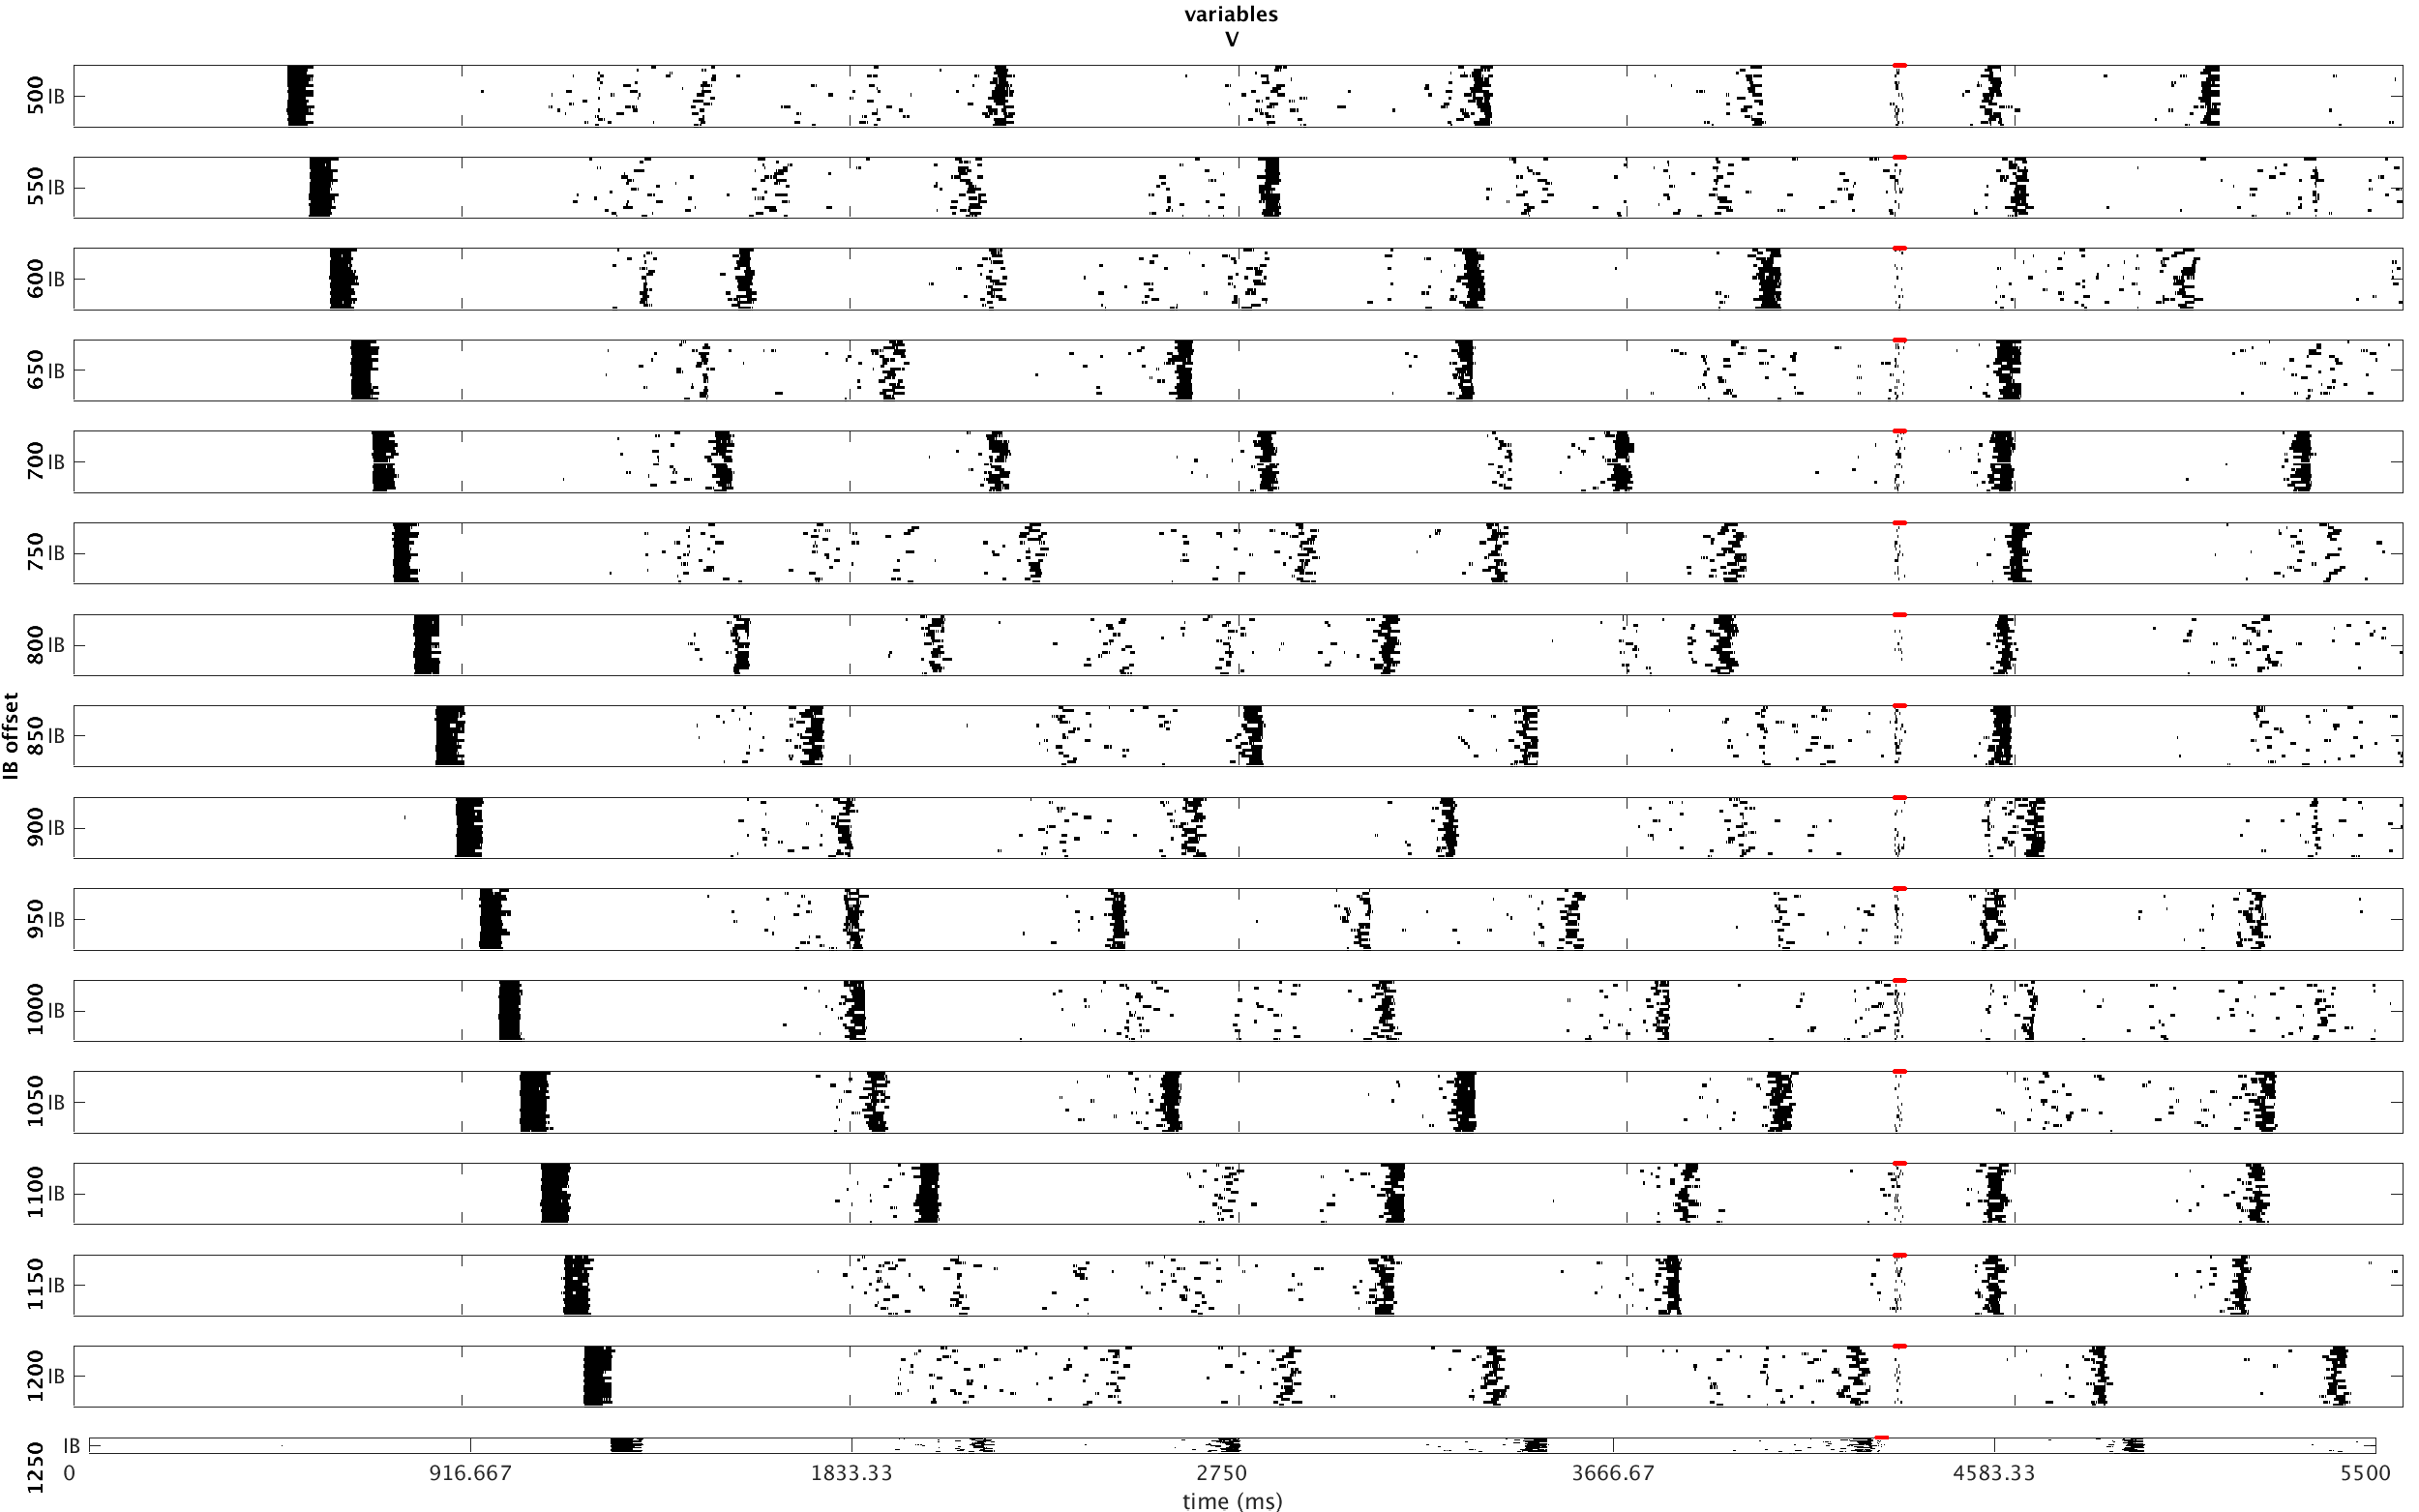 variables
V
500 IB
550 IB
600 IB
650 IB
700 IB
750 IB
800 IB
IB offset
850 IB
900 IB
950 IB
1000 IB
1050 IB
1100 IB
1150 IB
1200 IB
1250 IB
0 916.667 1833.33 2750 3666.67 4583.33 5500
time (ms)